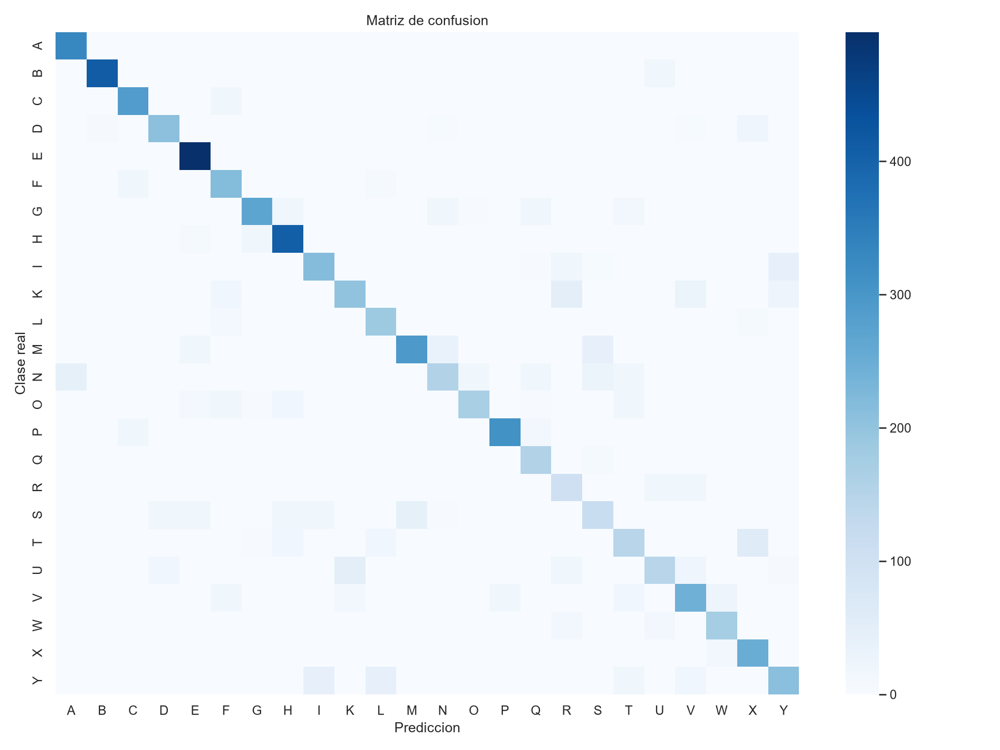 Matriz de confusion
Clase real
A
B
C
D
E
F
G
H
I
K
L
M
N
O
P
Q
R
S
T
U
V
W
X
Y
A B C D E F G H I K L M N O P Q R S T U V W X Y
Prediccion
400
300
200
100
0